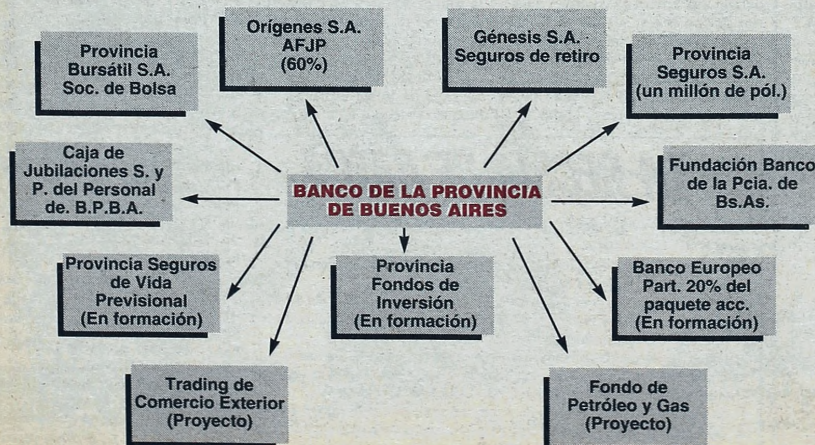 Orígenes S.A.
AFJP
(60%)
Génesis S.A.
Seguros de retiro
Provincia
Bursátil S.A.
Soc. de Bolsa
Provincia
Seguros S.A.
(un millón de pól.)
Caja de
Jubilaciones S. y
P. del Personal
de. B.P.B.A.
BANCO DE LA PROVINCIA
DE BUENOS AIRES
Fundación Banco
de la Pcia. de
Bs.As.
Provincia Seguros
de Vida
Previsional
(En formación)
Provincia
Fondos de
Inversión
(En formación)
Banco Europeo
Part. 20% del
paquete acc.
(En formación)
Trading de
Comercio Exterior
(Proyecto)
Fondo de
Petróleo y Gas
(Proyecto)